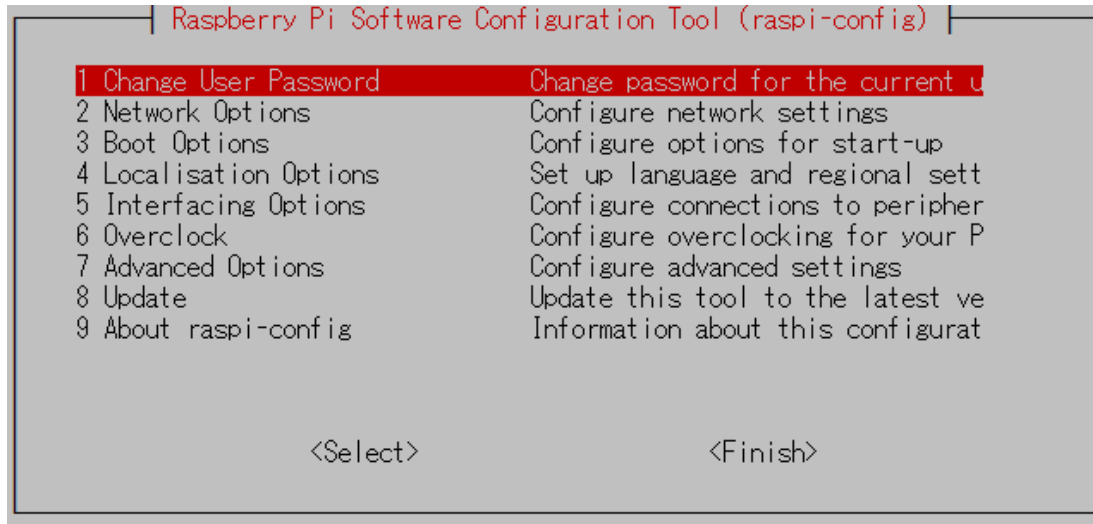 Raspberry Pi Software Configuration Tool (raspi-config)
1 Change User Password Change password for the current u
2 Network Options Configure network settings
3 Boot Options Configure options for start-up
4 Localisation Options Set up language and regional sett
5 Interfacing Options Configure connections to peripher
6 Overclock Configure overclocking for your P
7 Advanced Options Configure advanced settings
8 Update Update this tool to the latest ve
9 About raspi-config Information about this configurat
<Select> <Finish>